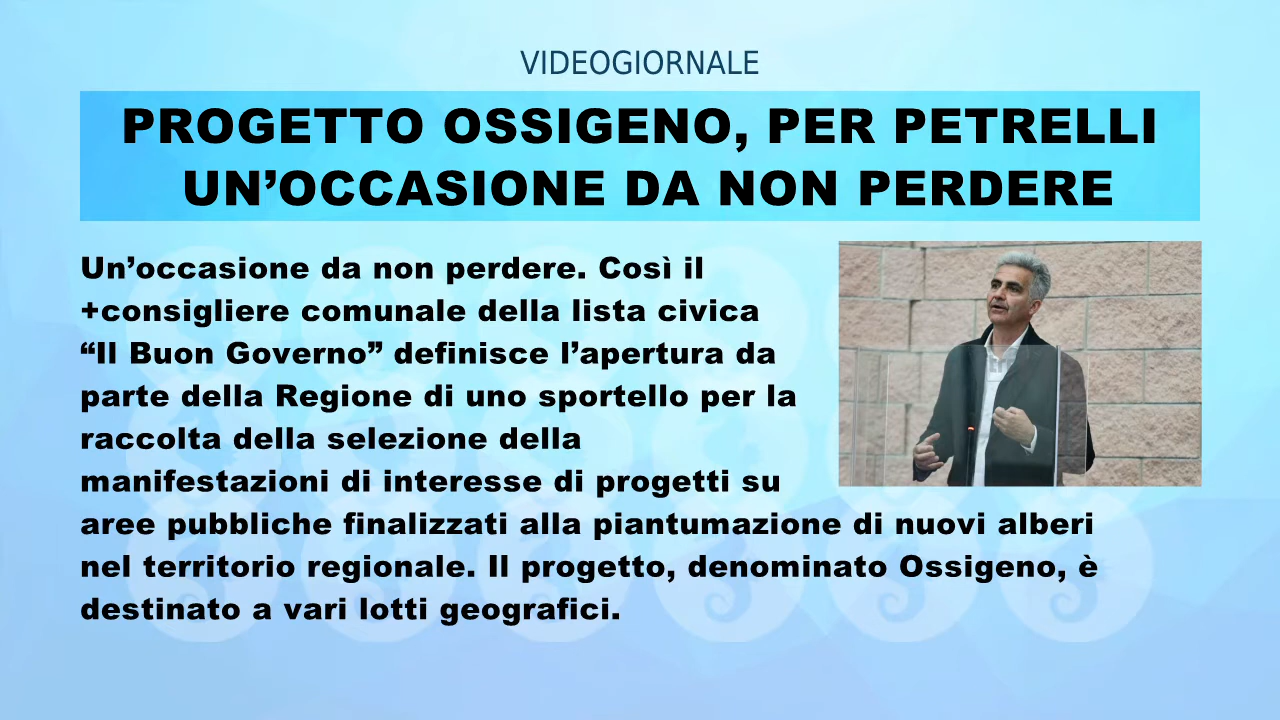 VIDEOGIORNALE
PROGETTO OSSIGENO, PER PETRELLI
UN’OCCASIONE DA NON PERDERE
Un’occasione da non perdere. Così il
+consigliere comunale della lista civica
“Il Buon Governo” definisce l’apertura da
parte della Regione di uno sportello per la
raccolta della selezione della
manifestazioni di interesse di progetti su
aree pubbliche finalizzati alla piantumazione di nuovi alberi
nel territorio regionale. Il progetto, denominato Ossigeno, è
destinato a vari lotti geografici.